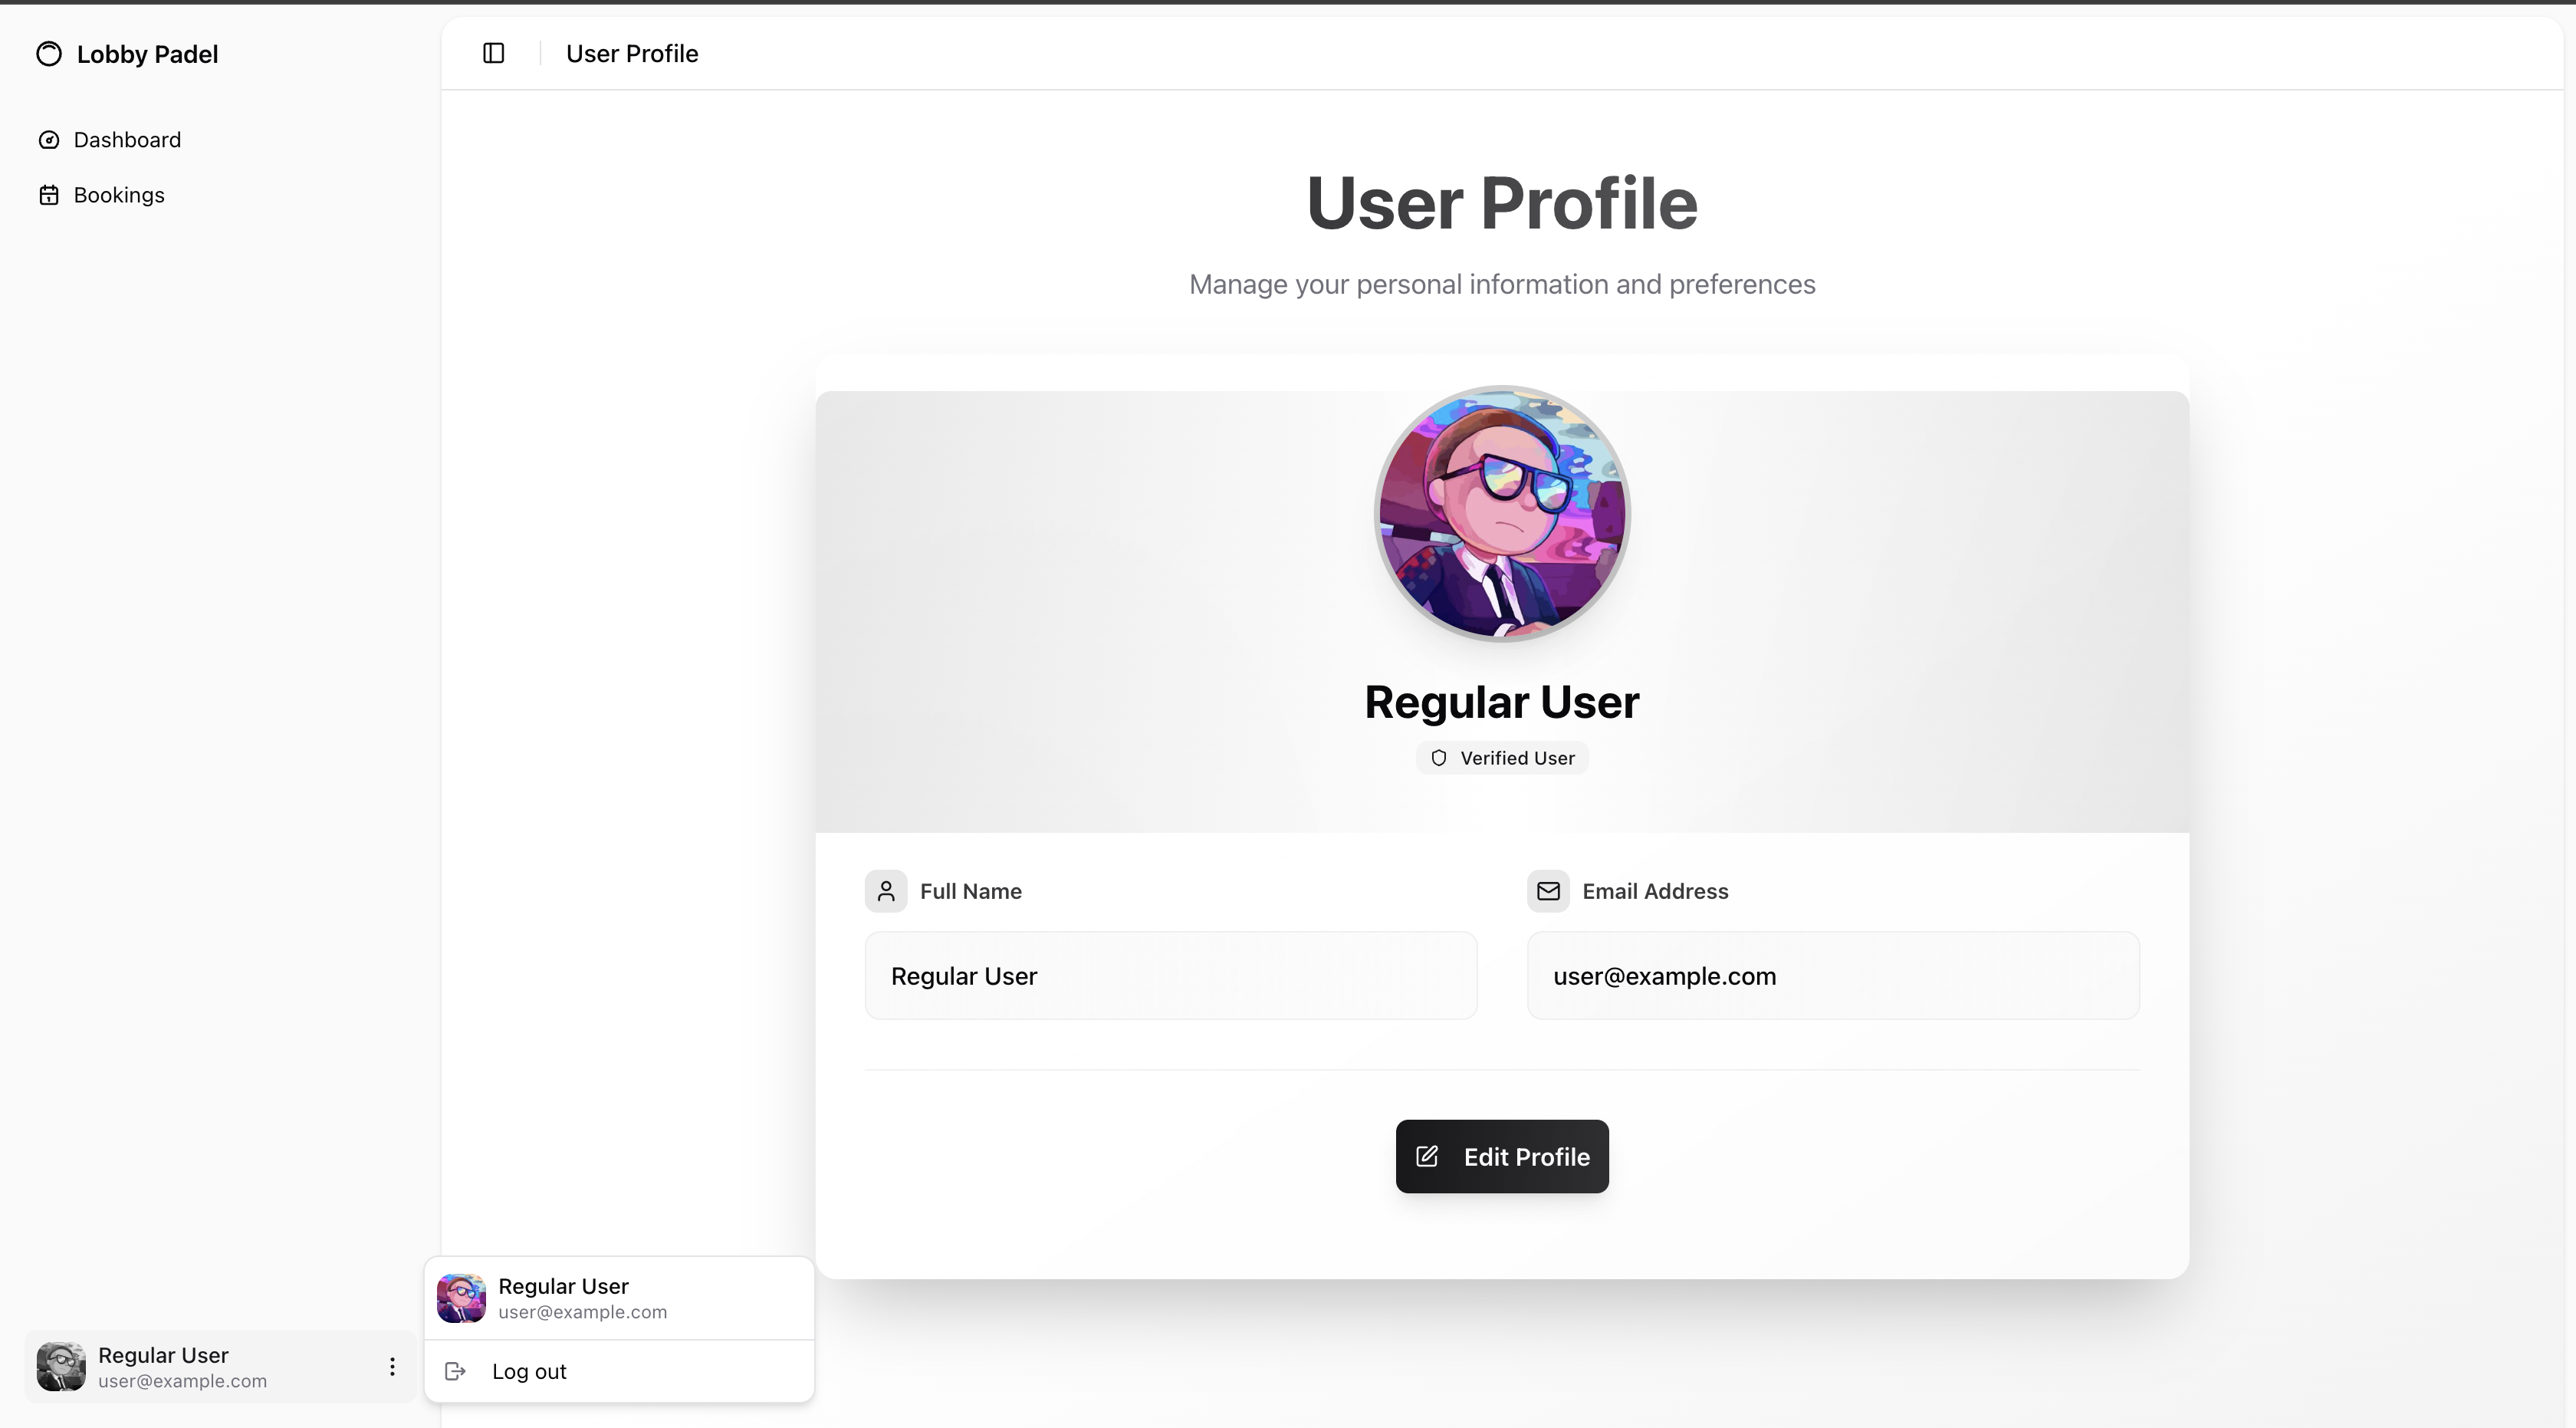 Lobby Padel
Dashboard
Bookings
User Profile
User Profile
Manage your personal information and preferences
Regular User
Verified User
Full Name
Regular User
Email Address
user@example.com
Edit Profile
Regular User
user@example.com
Log out
Regular User
user@example.com